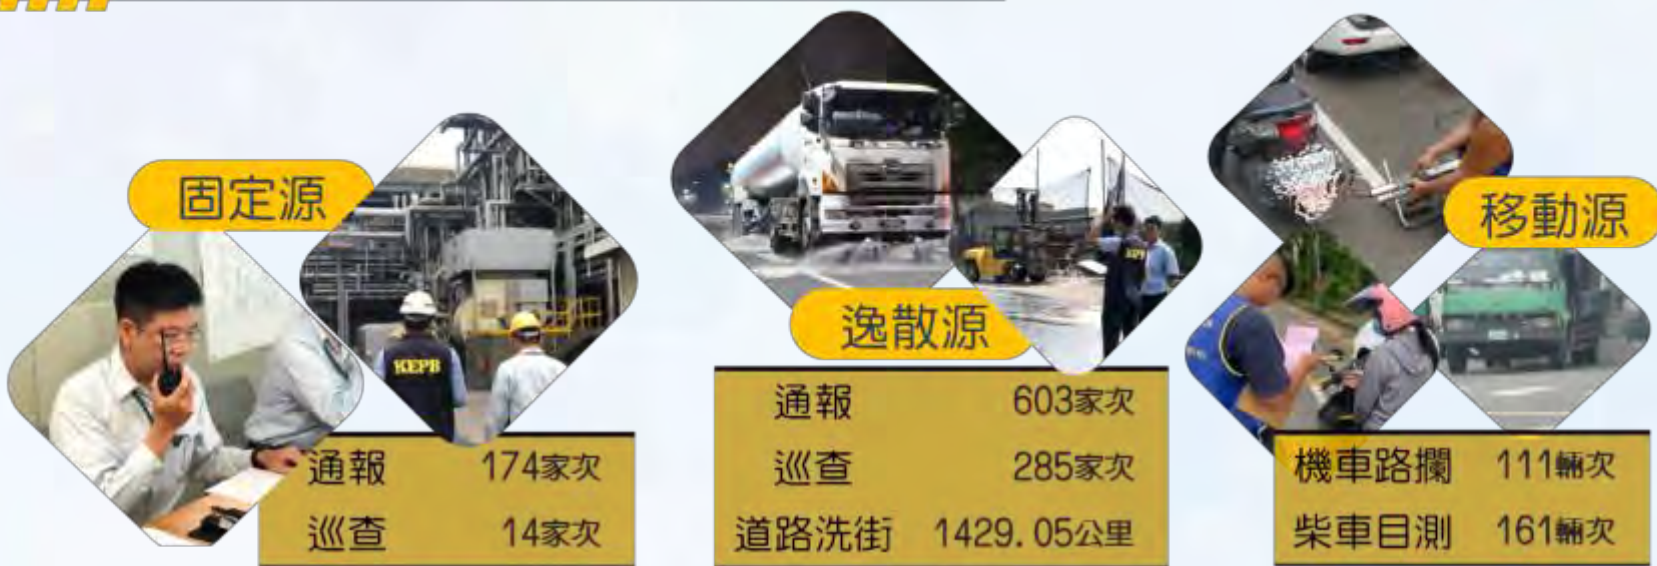 固定源
KEPB
通報 174家次
巡查 14家次
逸散源
通報 603家次
巡查 285家次
道路洗街 1429.05公里
移動源
機車路攔 111輛次
柴車目測 161輛次